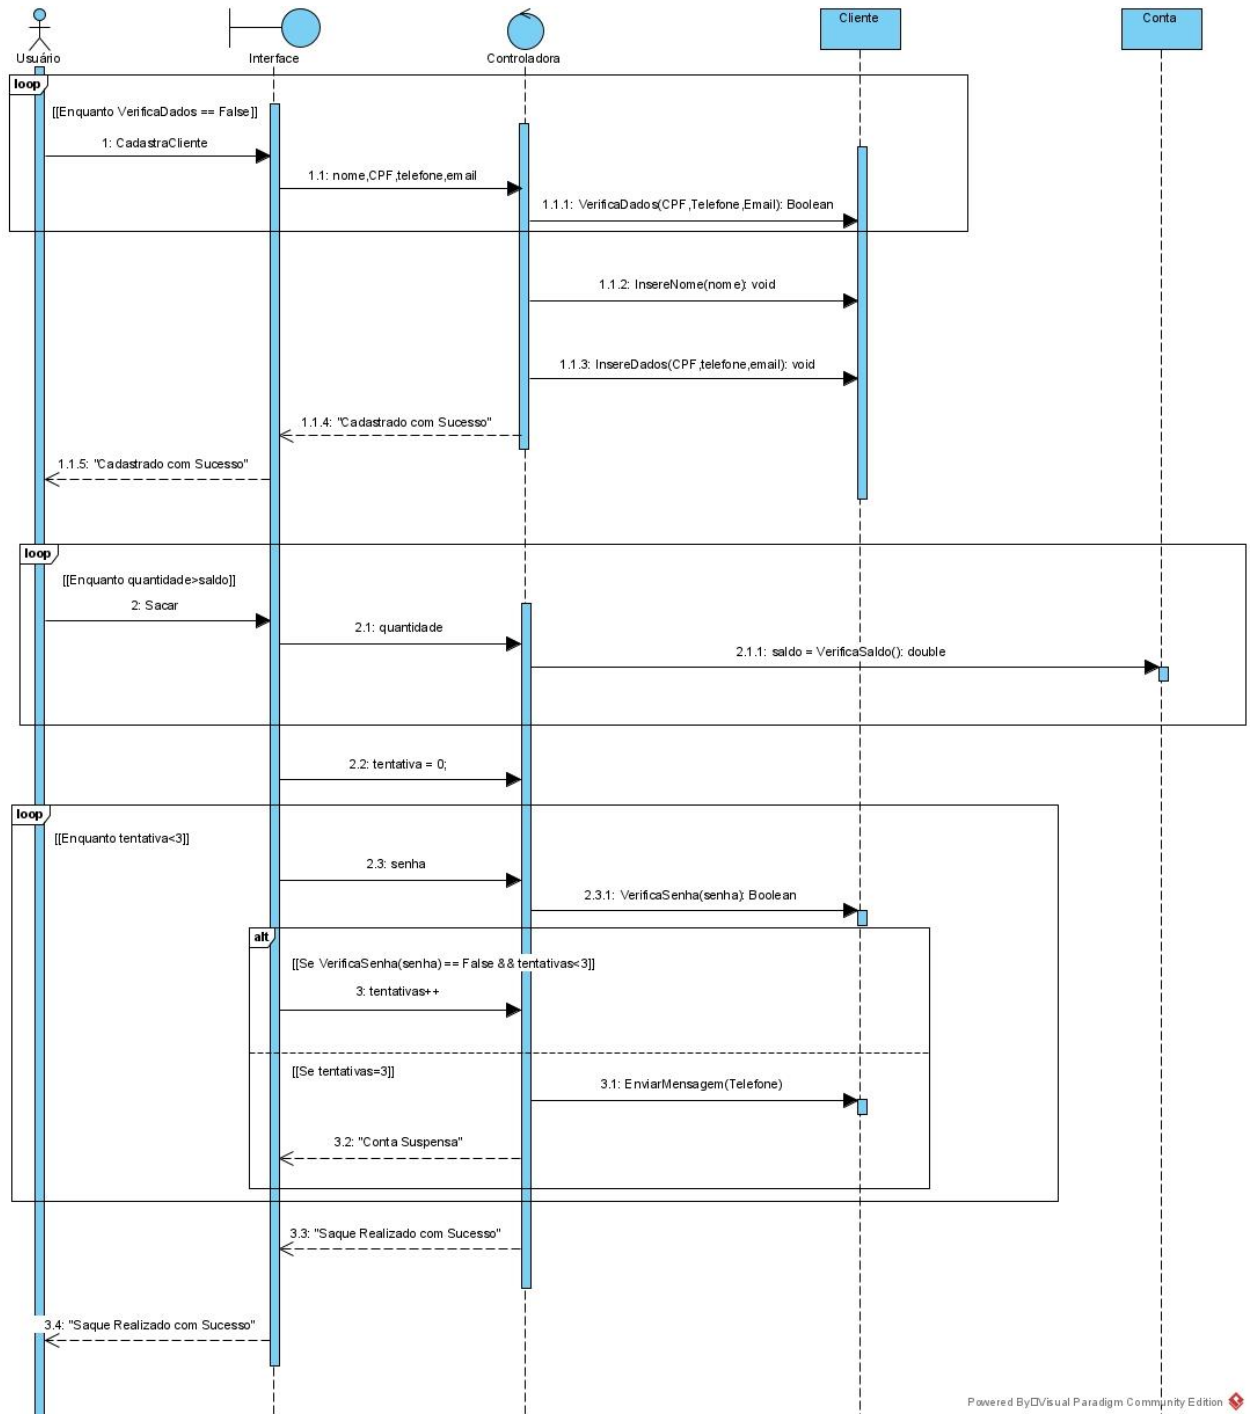 Usuário
Interface
Controladora
Cliente
Conta
loop
[[Enquanto VerificaDados == False]]
1: CadastraCliente
1.1: nome,CPF,telefone,email
1.1.1: VerificaDados(CPF,Telefone,Email): Boolean
1.1.2: InsereNome(nome): void
1.1.3: InsereDados(CPF,telefone,email): void
1.1.4: "Cadastrado com Sucesso"
1.1.5: "Cadastrado com Sucesso"
loop
[[Enquanto quantidade>saldo]]
2: Sacar
2.1: quantidade
2.1.1: saldo = VerificaSaldo(): double
2.2: tentativa = 0;
loop
[[Enquanto tentativa<3]]
2.3: senha
2.3.1: VerificaSenha(senha): Boolean
alt
[[Se VerificaSenha(senha) == False && tentativas<3]]
3: tentativas++
[[Se tentativas=3]]
3.1: EnviarMensagem(Telefone)
3.2: "Conta Suspensa"
3.3: "Saque Realizado com Sucesso"
3.4: "Saque Realizado com Sucesso"
Powered By Visual Paradigm Community Edition